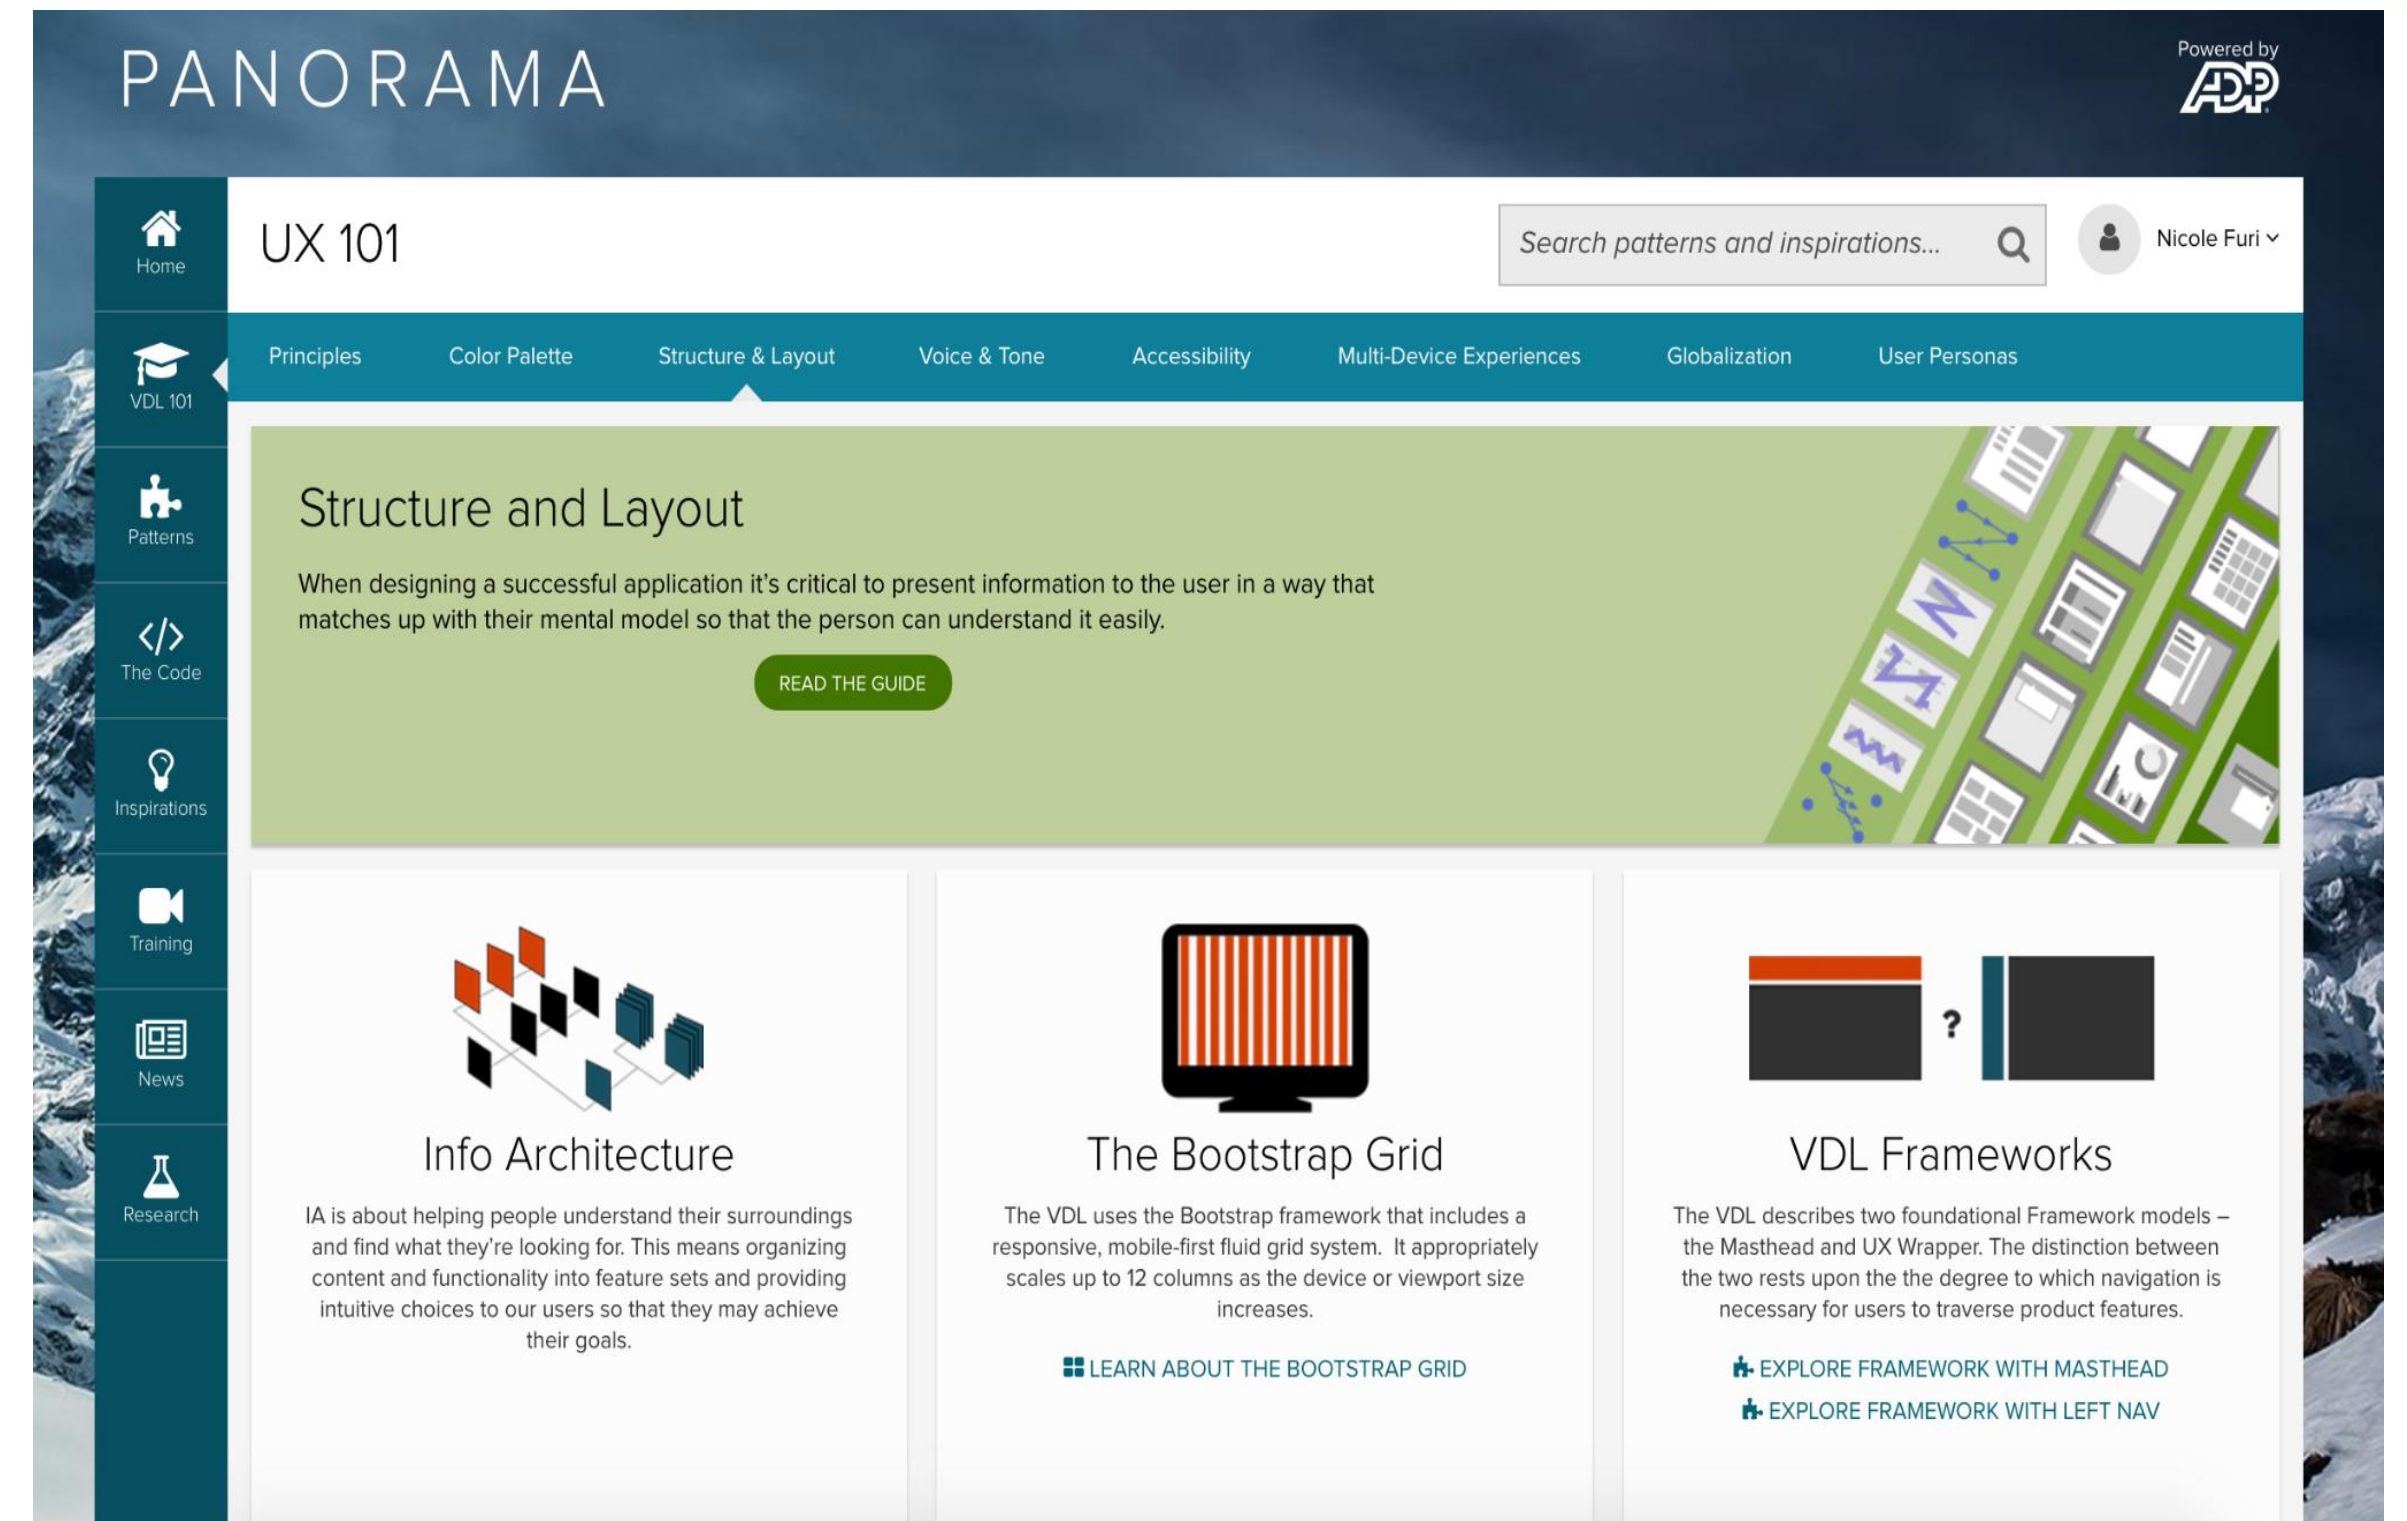 PANORAMA
Powered by
ADP
Home
VDL 101
Patterns
The Code
Inspirations
Training
News
Research
UX 101
Search patterns and inspirations...
Nicole Furi
Principles
Color Palette
Structure & Layout
Voice & Tone
Accessibility
Multi-Device Experiences
Globalization
User Personas
Structure and Layout
When designing a successful application it's critical to present information to the user in a way that
matches up with their mental model so that the person can understand it easily.
READ THE GUIDE
Info Architecture
IA is about helping people understand their surroundings
and find what they're looking for. This means organizing
content and functionality into feature sets and providing
intuitive choices to our users so that they may achieve
their goals.
The Bootstrap Grid
The VDL uses the Bootstrap framework that includes a
responsive, mobile-first fluid grid system. It appropriately
scales up to 12 columns as the device or viewport size
increases.
LEARN ABOUT THE BOOTSTRAP GRID
?
VDL Frameworks
The VDL describes two foundational Framework models –
the Masthead and UX Wrapper. The distinction between
the two rests upon the the degree to which navigation is
necessary for users to traverse product features.
EXPLORE FRAMEWORK WITH MASTHEAD
EXPLORE FRAMEWORK WITH LEFT NAV